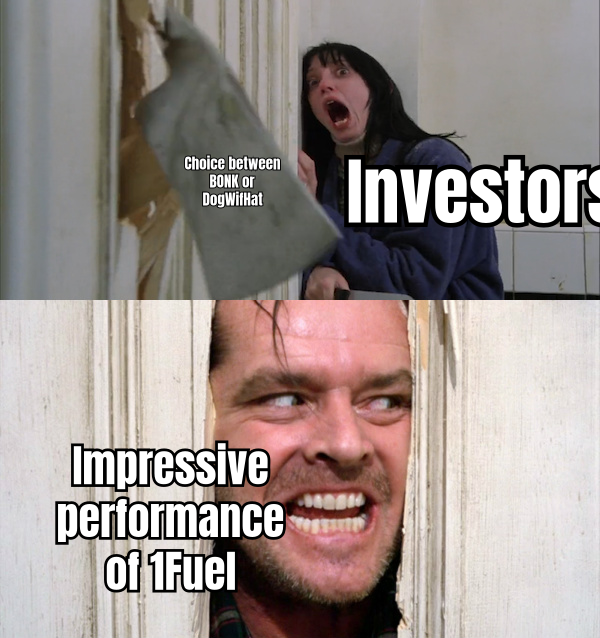 Choice between
BONK or
DogWifHat
Investors
Impressive
performance
of 1Fuel